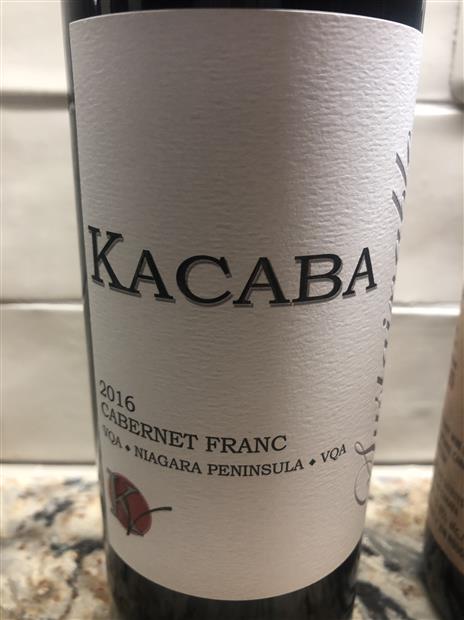 KACABA
2016
CABERNET FRANC
VQA ♦ NIAGARA PENINSULA ♦ VQA
K